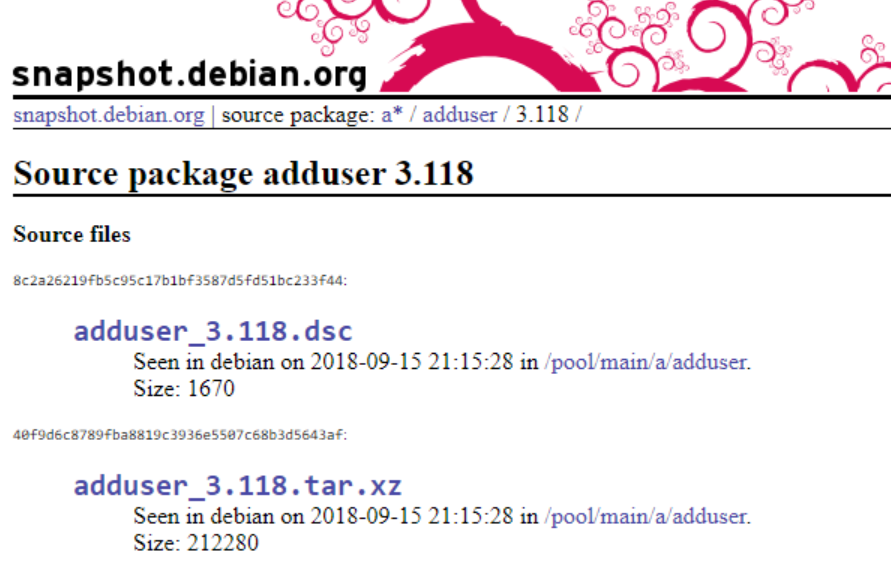 snapshot.debian.org
snapshot.debian.org | source package: a* / adduser / 3.118 /
Source package adduser 3.118
Source files
8c2a26219fb5c95c17b1bf3587d5fd51bc233f44:
adduser_3.118.dsc
Seen in debian on 2018-09-15 21:15:28 in /pool/main/a/adduser.
Size: 1670
40f9d6c8789fba8819c3936e5507c68b3d5643af:
adduser_3.118.tar.xz
Seen in debian on 2018-09-15 21:15:28 in /pool/main/a/adduser.
Size: 212280